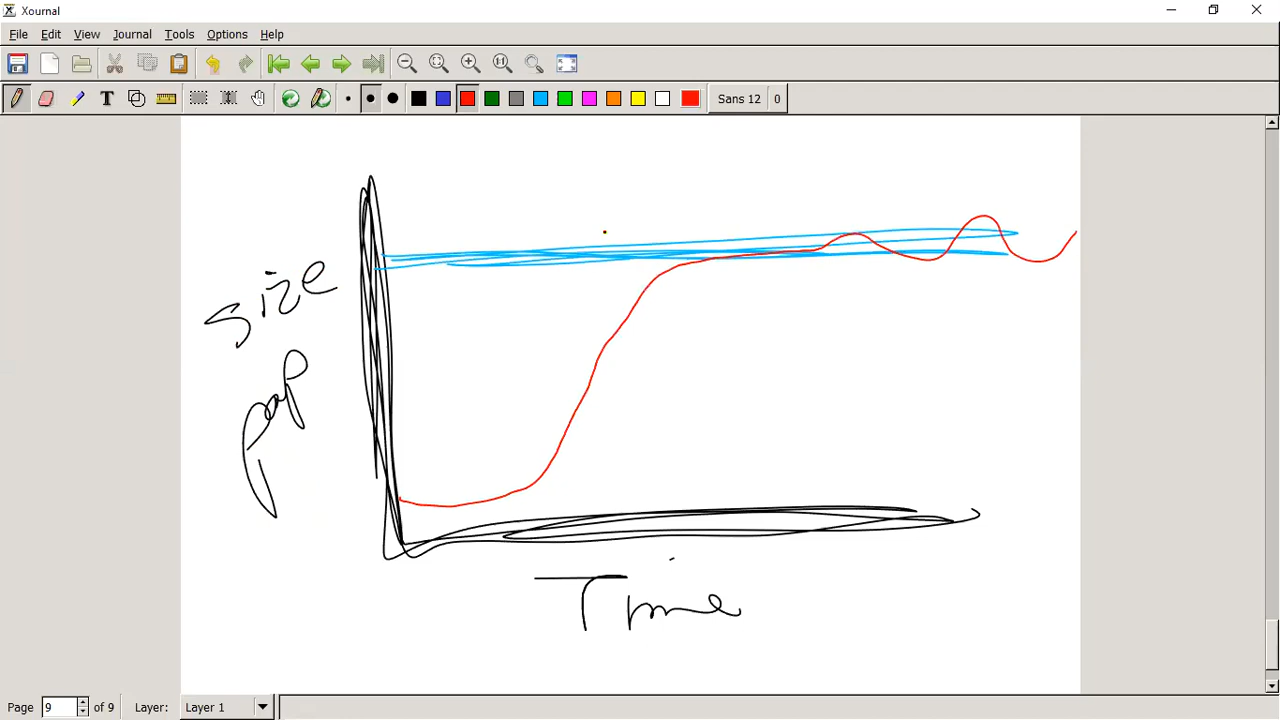 Xournal
File Edit View Journal Tools Options Help
Sans 12 0
size
pop
Time
Page 9 of 9 Layer: Layer 1